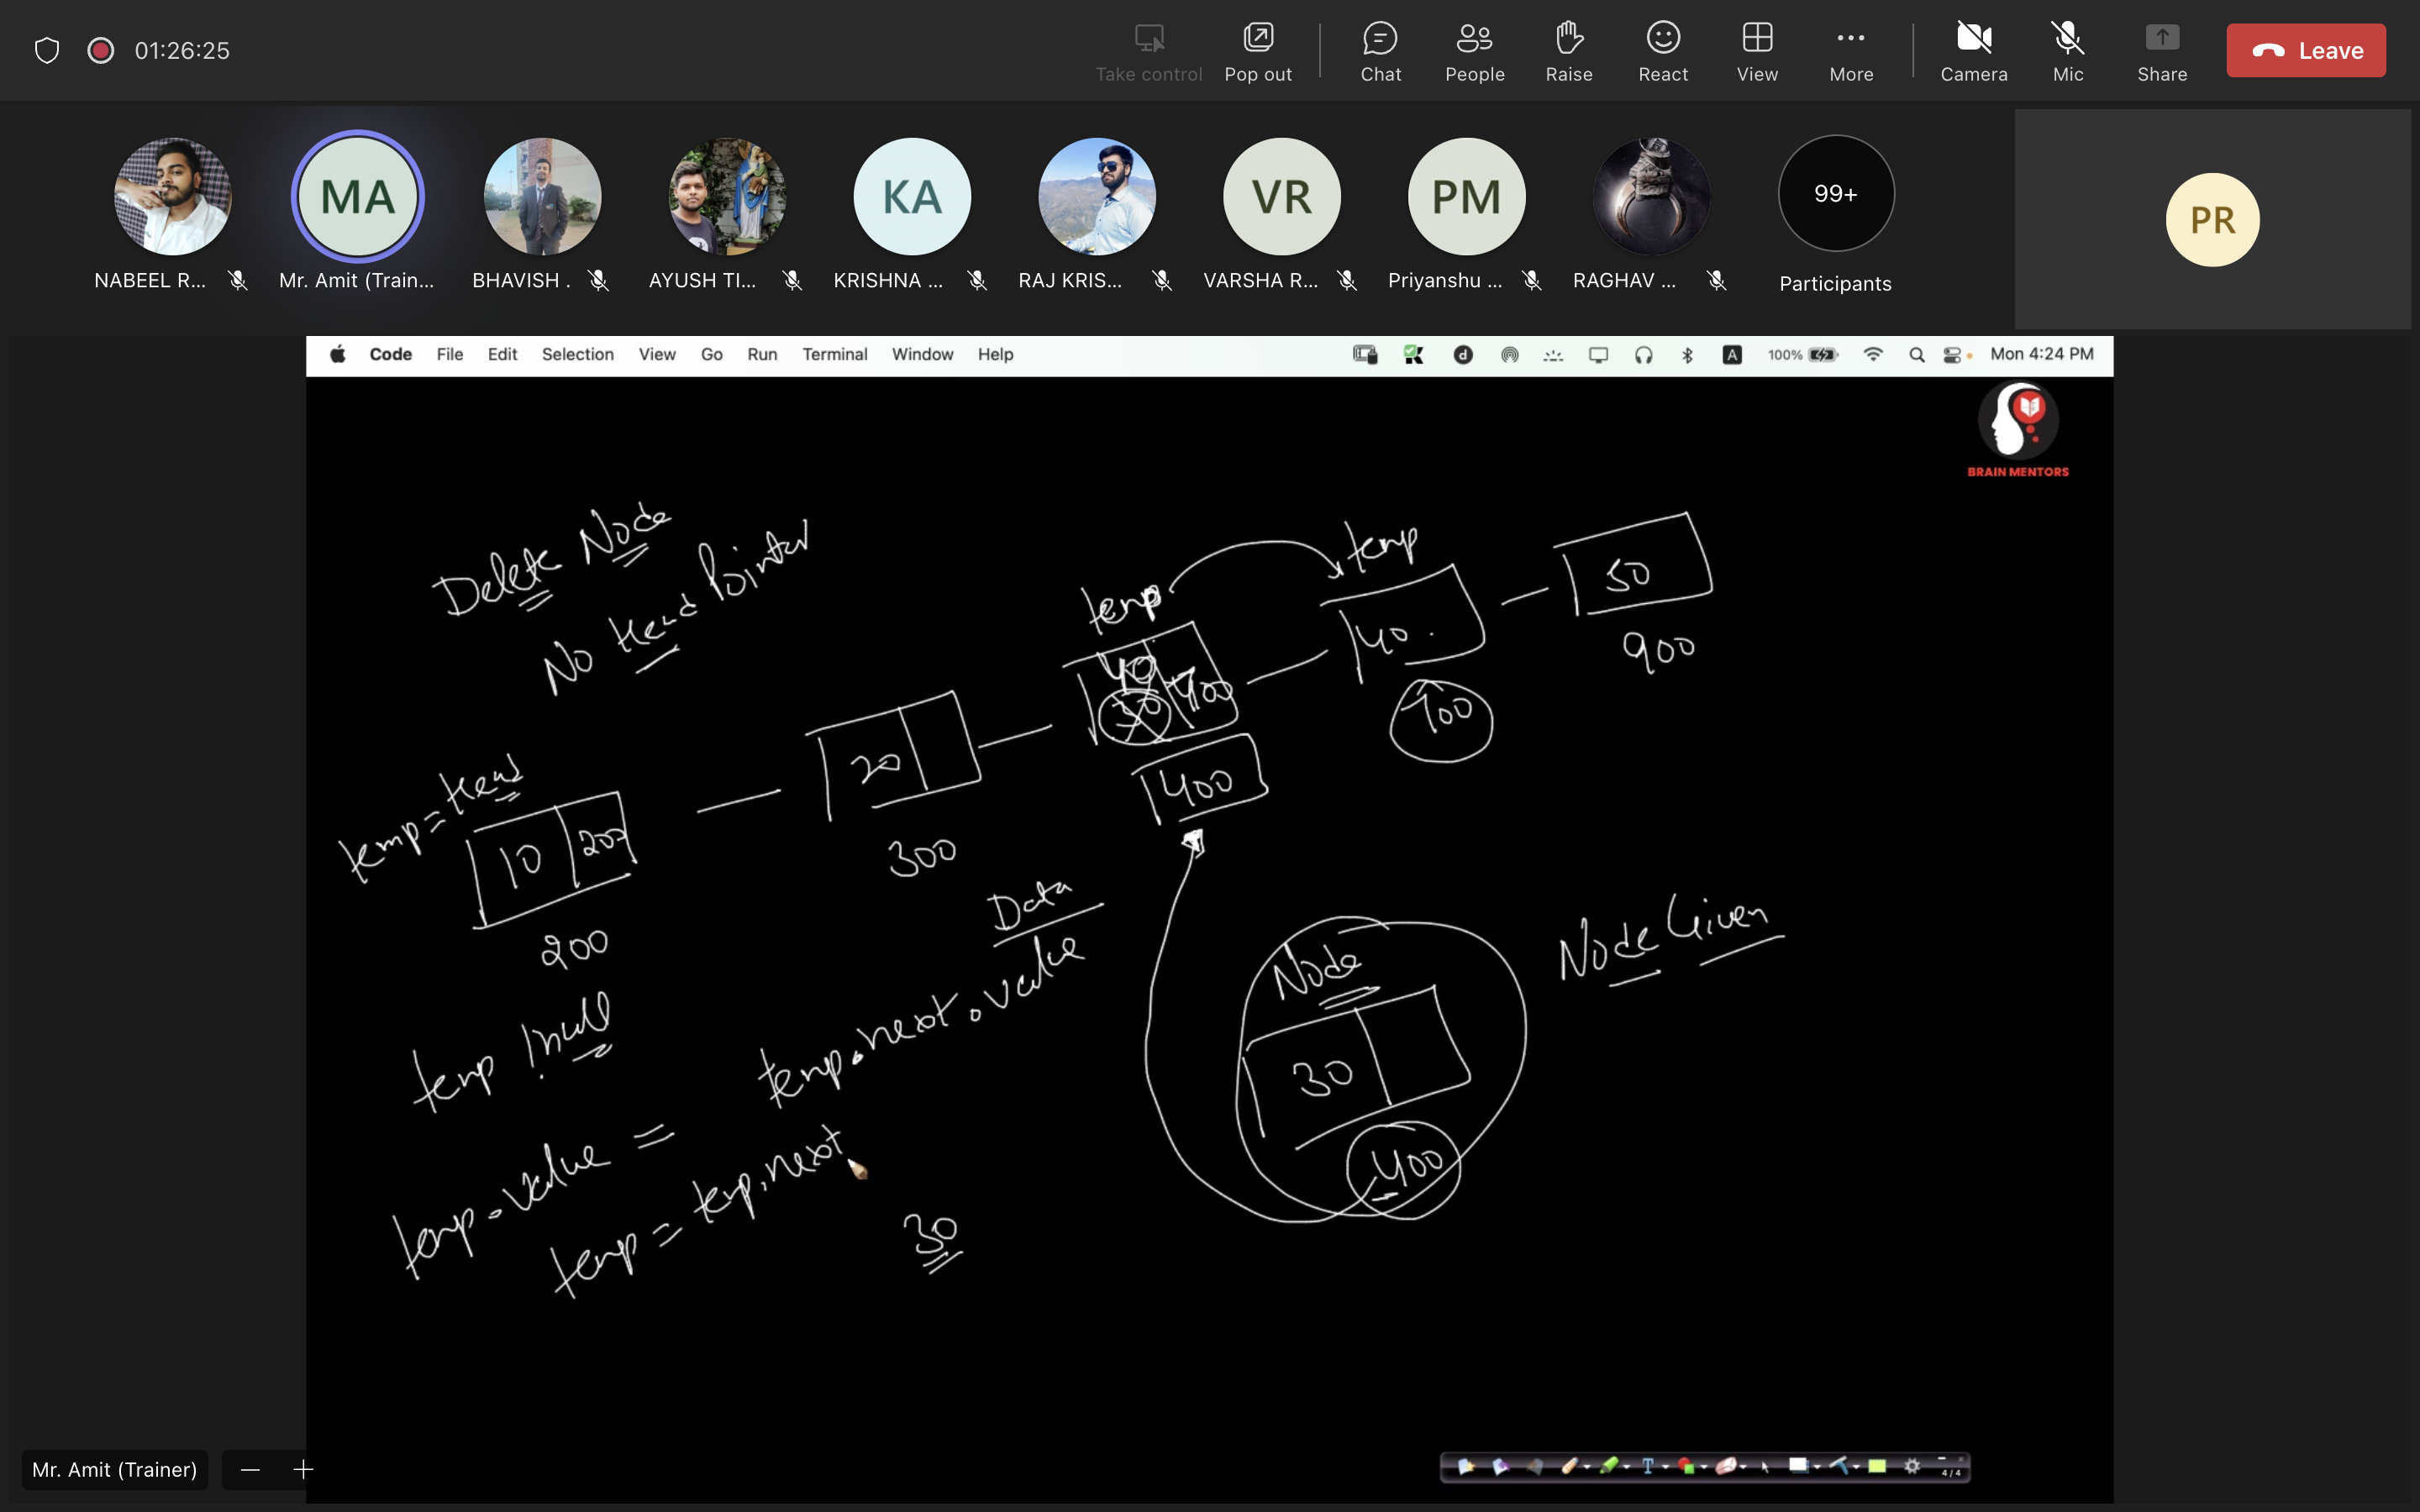 01:26:25
Take control
Pop out
Chat
People
Raise
React
View
More
Camera
Mic
Share
Leave
MA
KA
VR
PM
99+
PR
NABEEL R...
Mr. Amit (Train...
BHAVISH .
AYUSH TI...
KRISHNA ...
RAJ KRIS...
VARSHA R...
Priyanshu ...
RAGHAV ...
Participants
Code File Edit Selection View Go Run Terminal Window Help
d
A
100%
Mon 4:24 PM
BRAIN MENTORS
Delete Node
No Head Pointer
temp
temp
50
900
40
30
700
40.
700
20
300
400
temp = Head
10
200
200
Data
Node Given
Node
30
400
temp != null
temp.next.value
temp.value =
temp = temp.next
30
Mr. Amit (Trainer)
T
4/4